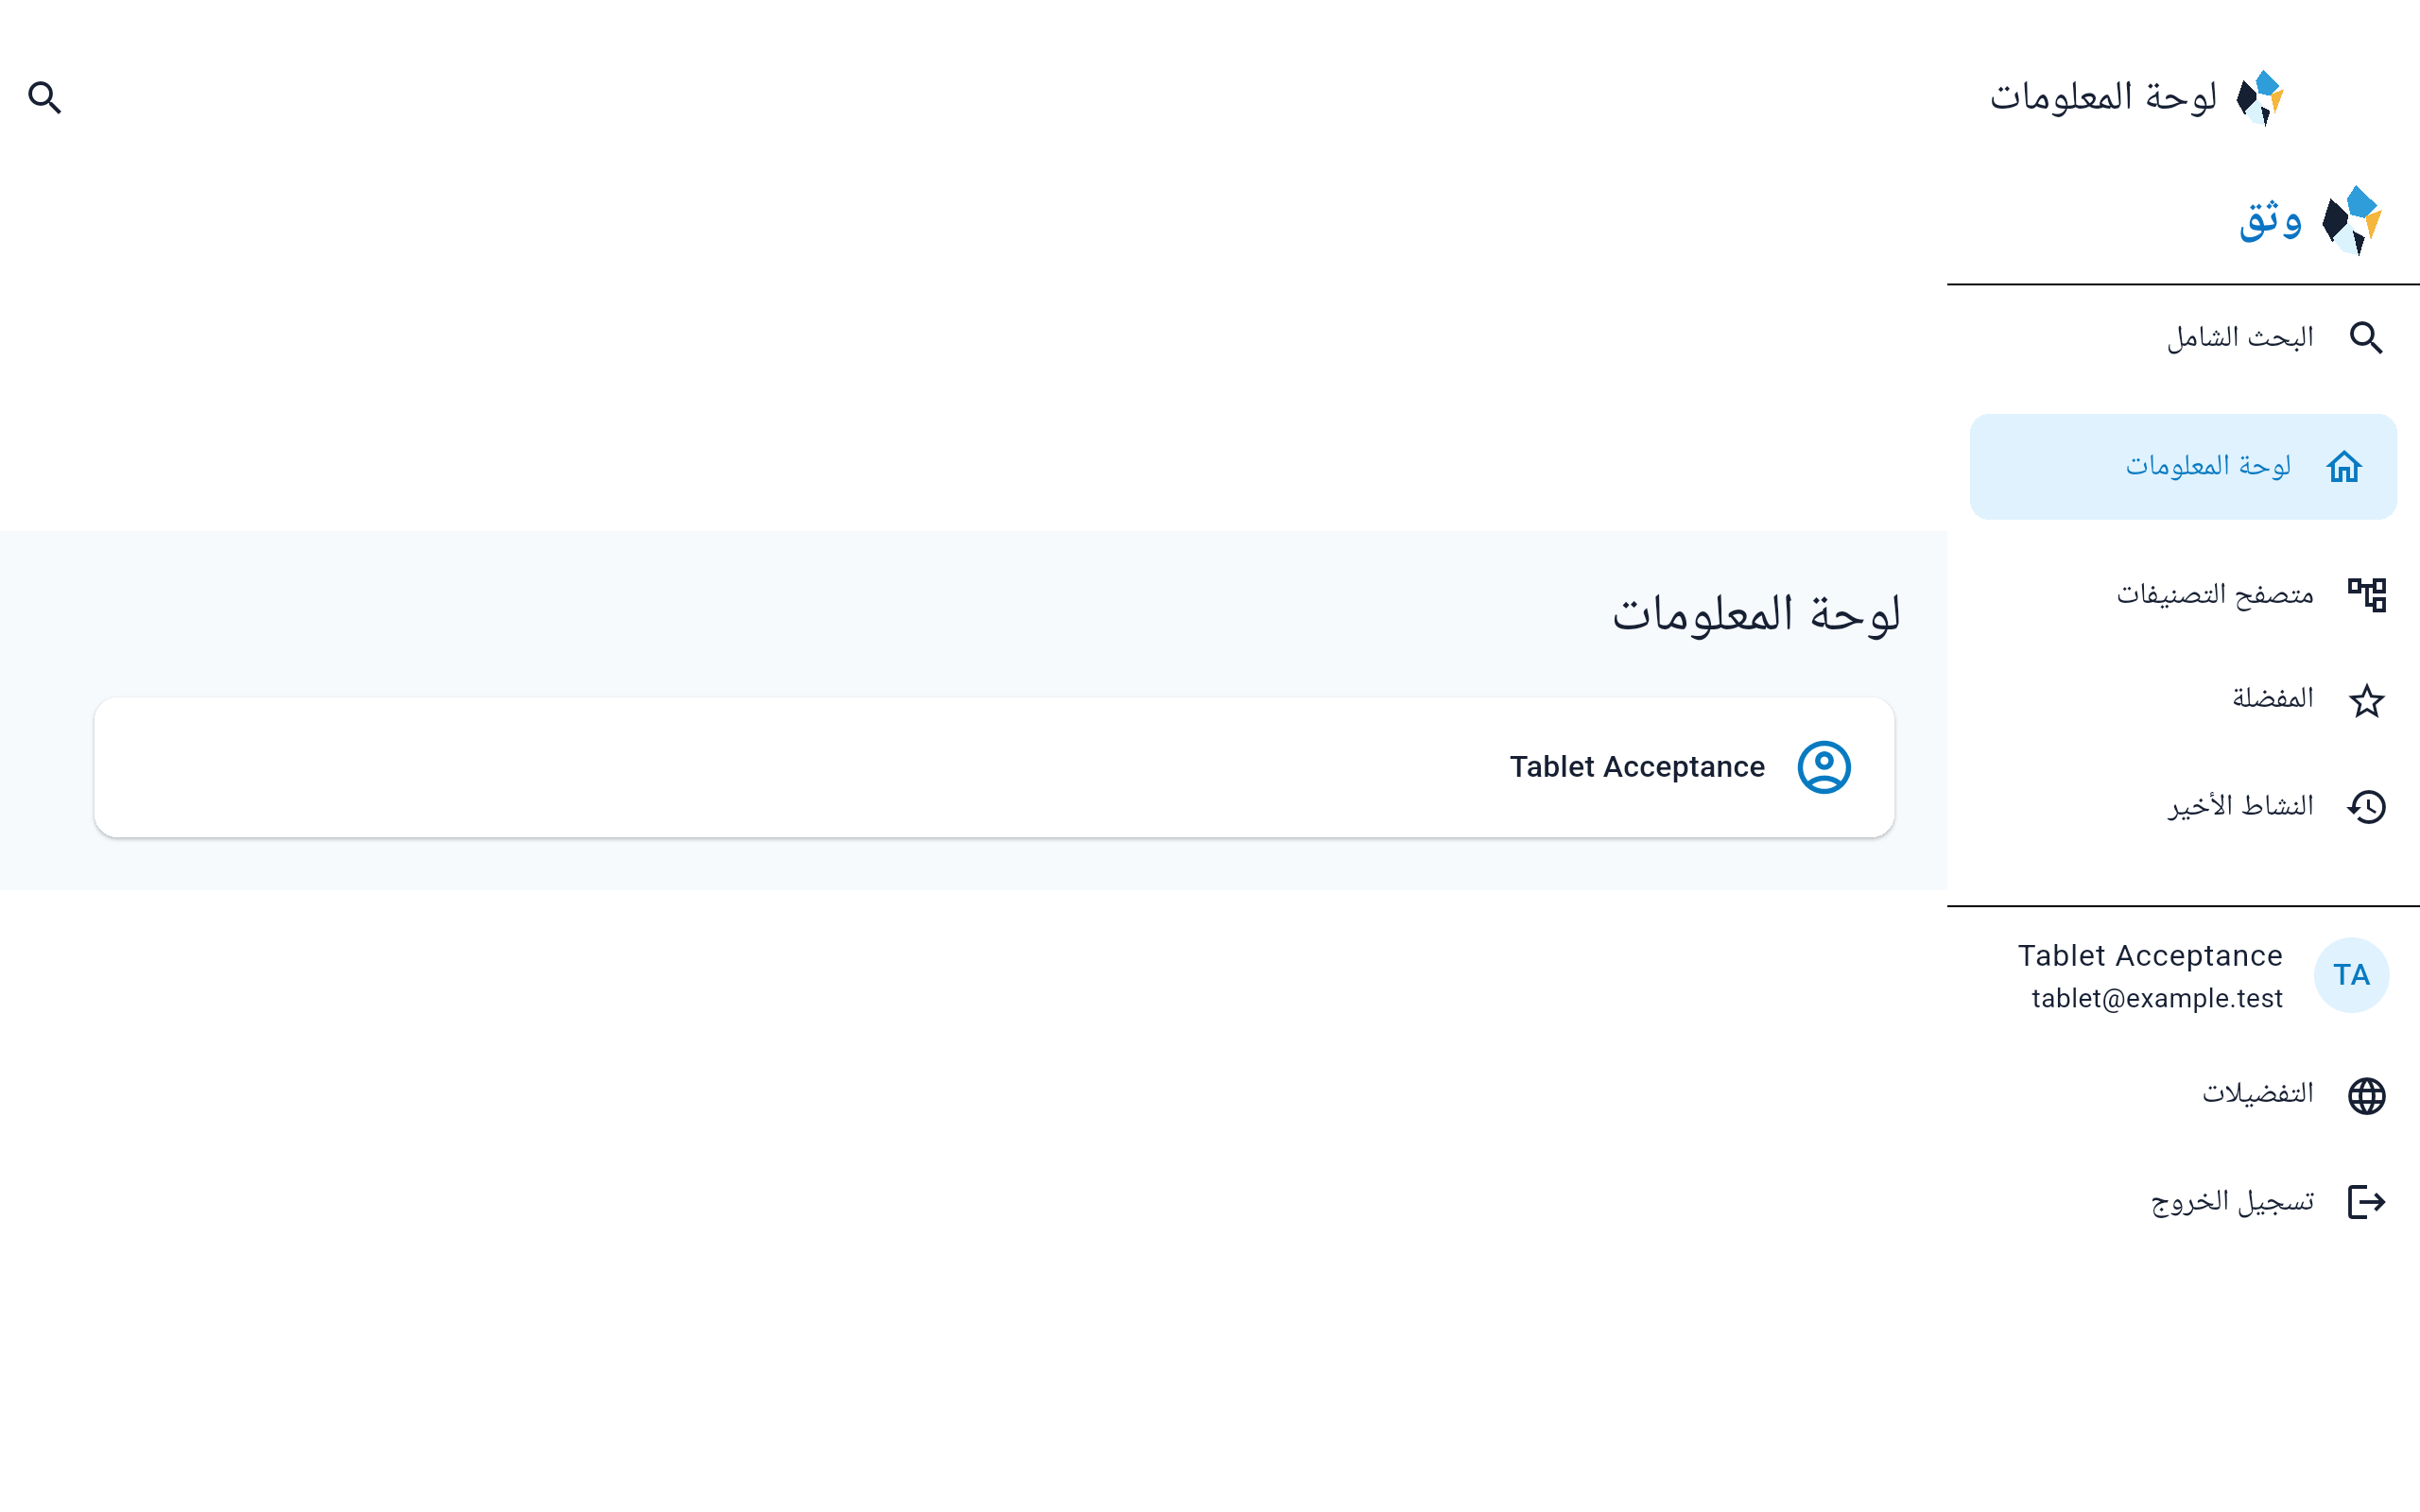 لوحة المعلومات
وثق
البحث الشامل
لوحة المعلومات
متصفح التصنيفات
المفضلة
النشاط الأخير
Tablet Acceptance
TA
tablet@example.test
التفضيلات
تسجيل الخروج
لوحة المعلومات
Tablet Acceptance